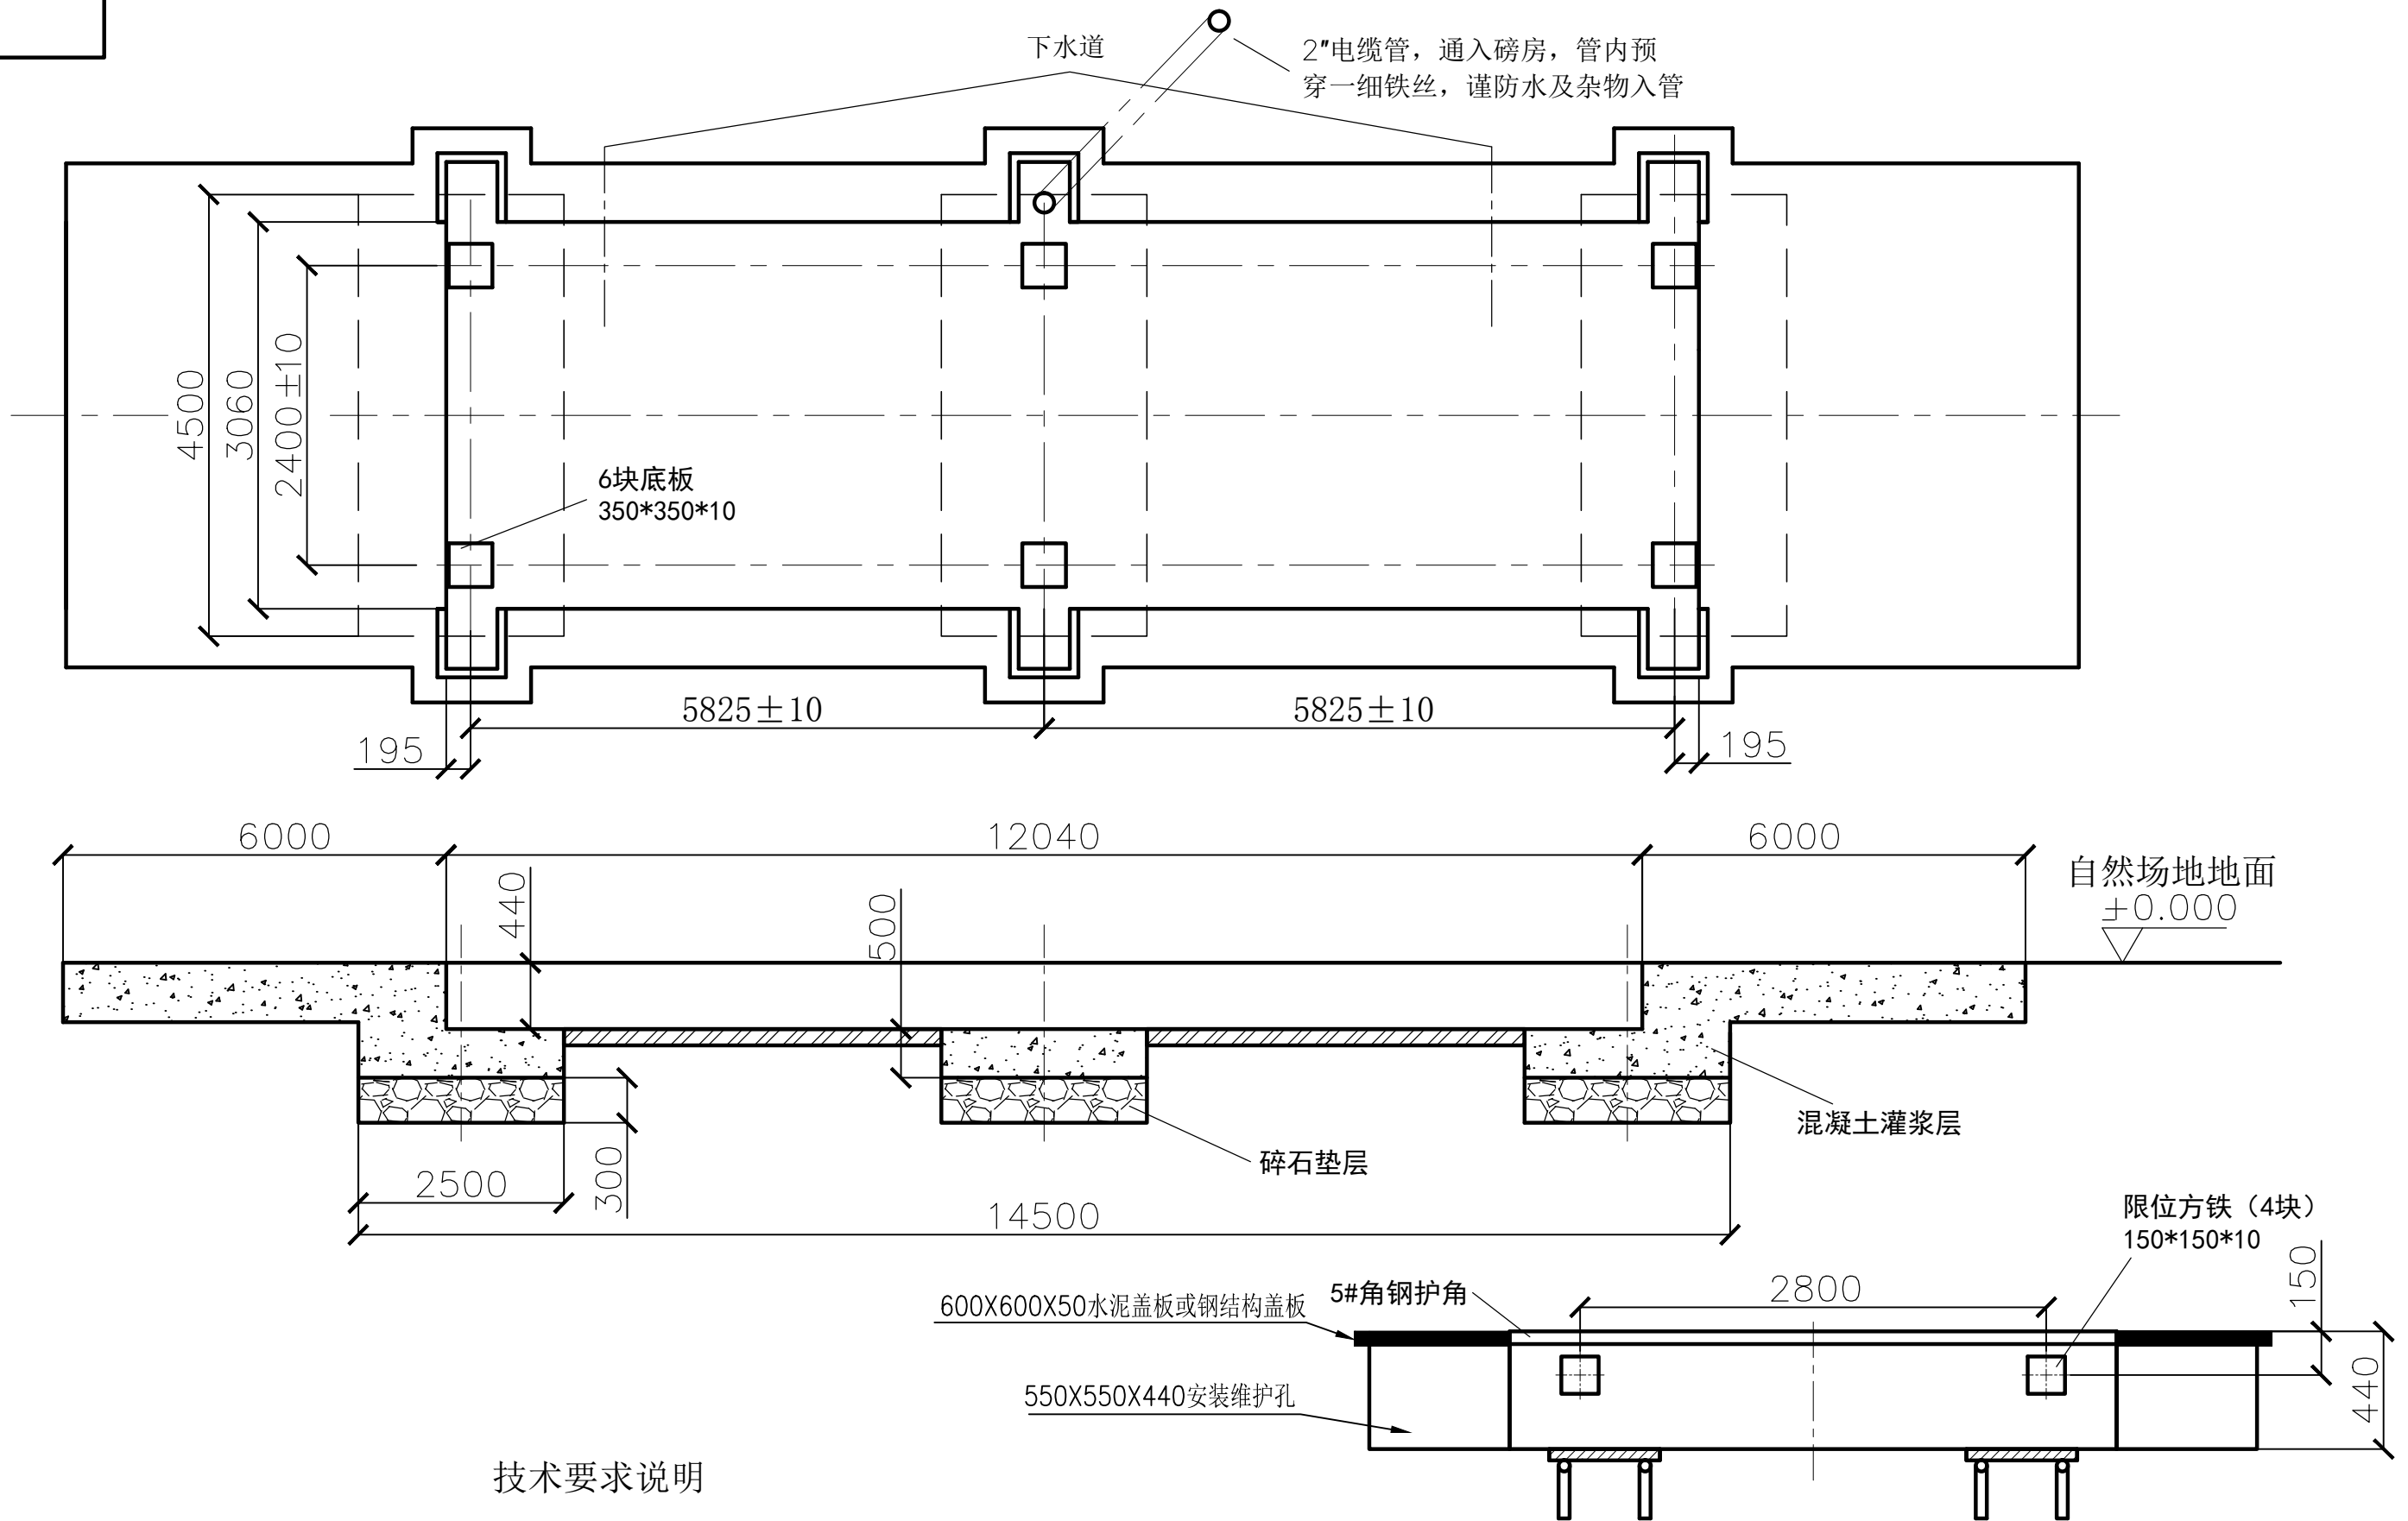 下水道
2"电缆管，通入磅房，管内预
穿一细铁丝，谨防水及杂物入管
4500
3060
2400±10
6块底板
350*350*10
5825±10
5825±10
195
195
6000
12040
6000
440
500
自然场地地面
±0.000
混凝土灌浆层
碎石垫层
2500
300
14500
限位方铁（4块）
150*150*10
600X600X50水泥盖板或钢结构盖板
5#角钢护角
2800
150
440
550X550X440安装维护孔
技术要求说明